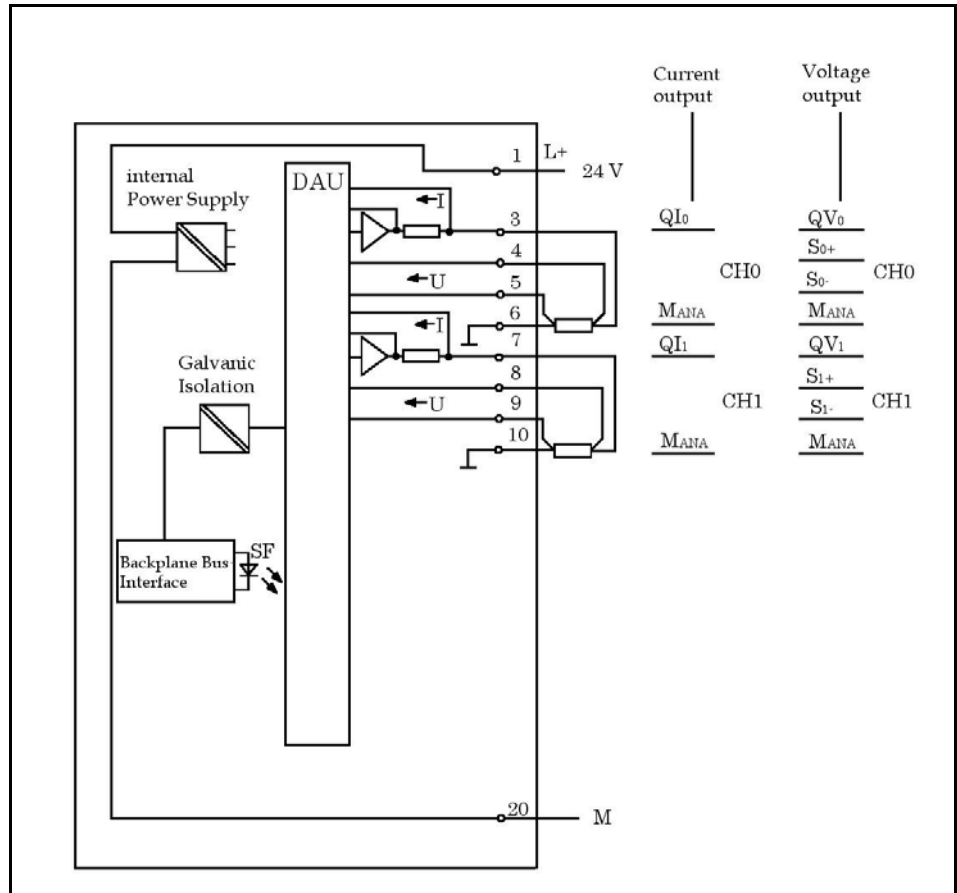 Current
output
Voltage
output
1
L+
24 V
internal
Power Supply
DAU
I
3
QI0
QV0
4
S0+
CH0
CH0
U
5
S0-
6
MANA
MANA
I
7
QI1
QV1
Galvanic
Isolation
8
S1+
CH1
CH1
U
9
S1-
10
MANA
MANA
SF
Backplane Bus
Interface
20
M